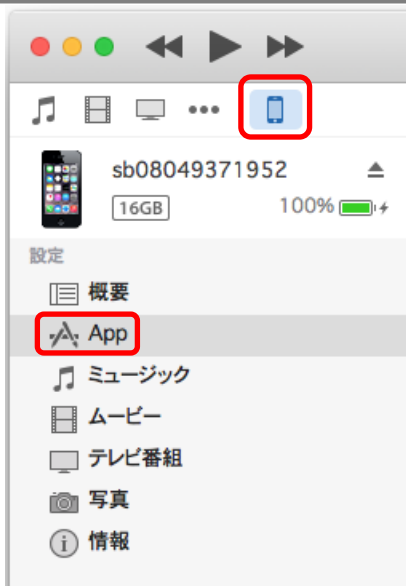 sb08049371952
16GB 100%
設定
概要
App
ミュージック
ムービー
テレビ番組
写真
情報